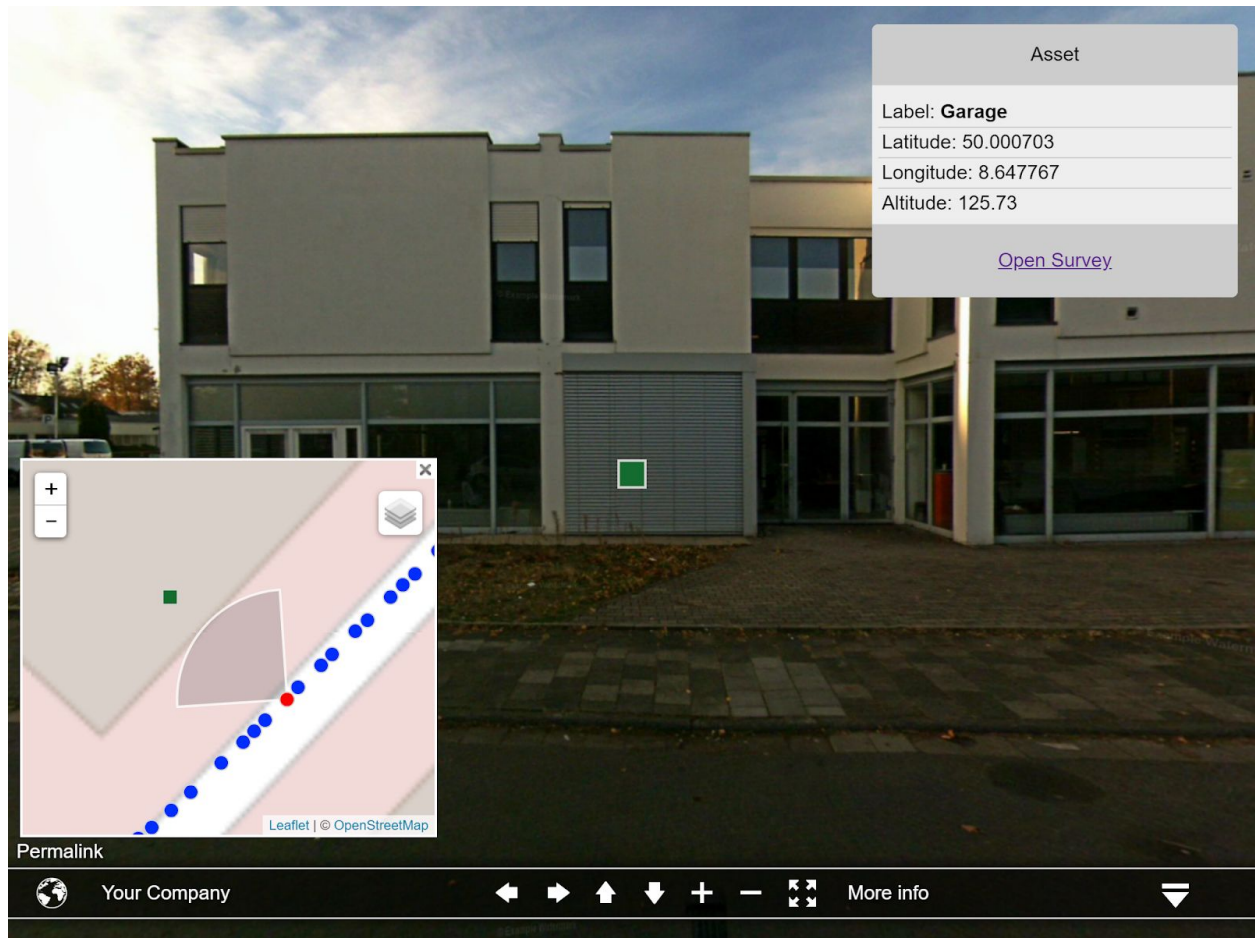 Asset
Label: Garage
Latitude: 50.000703
Longitude: 8.647767
Altitude: 125.73
Open Survey
+
−
Leaflet | © OpenStreetMap
Permalink
Your Company
More info